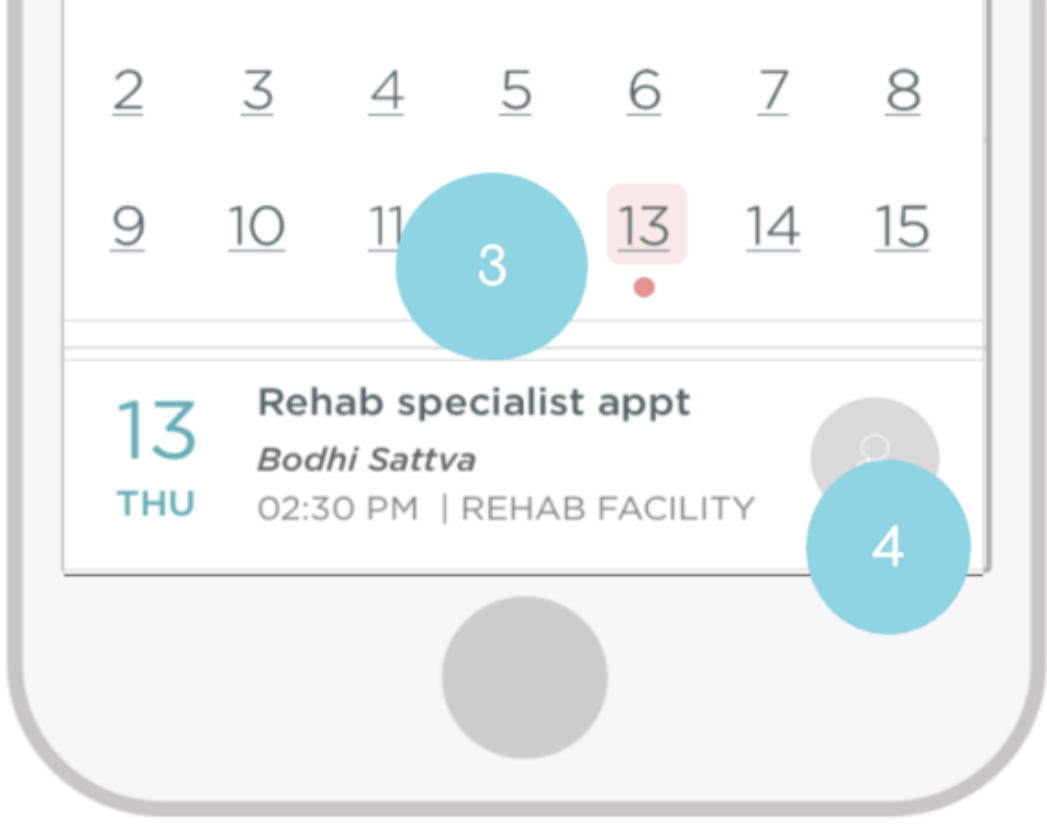 2 3 4 5 6 7 8
9 10 11 3 13 14 15
13 Rehab specialist appt
Bodhi Sattva
THU 02:30 PM | REHAB FACILITY
4